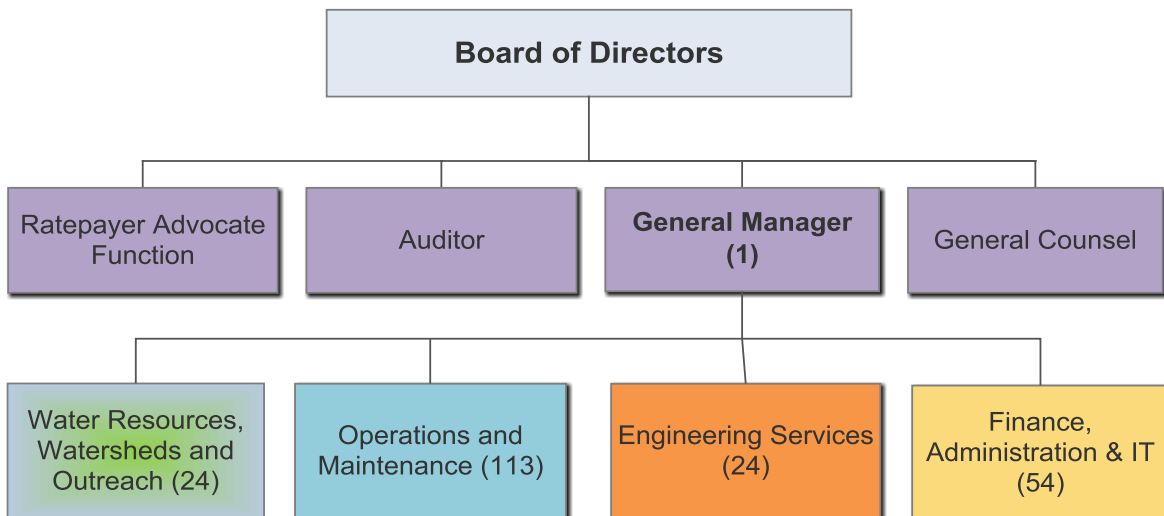 Board of Directors
Ratepayer Advocate
Function
Auditor
General Manager
(1)
General Counsel
Water Resources,
Watersheds and
Outreach (24)
Operations and
Maintenance (113)
Engineering Services
(24)
Finance,
Administration & IT
(54)